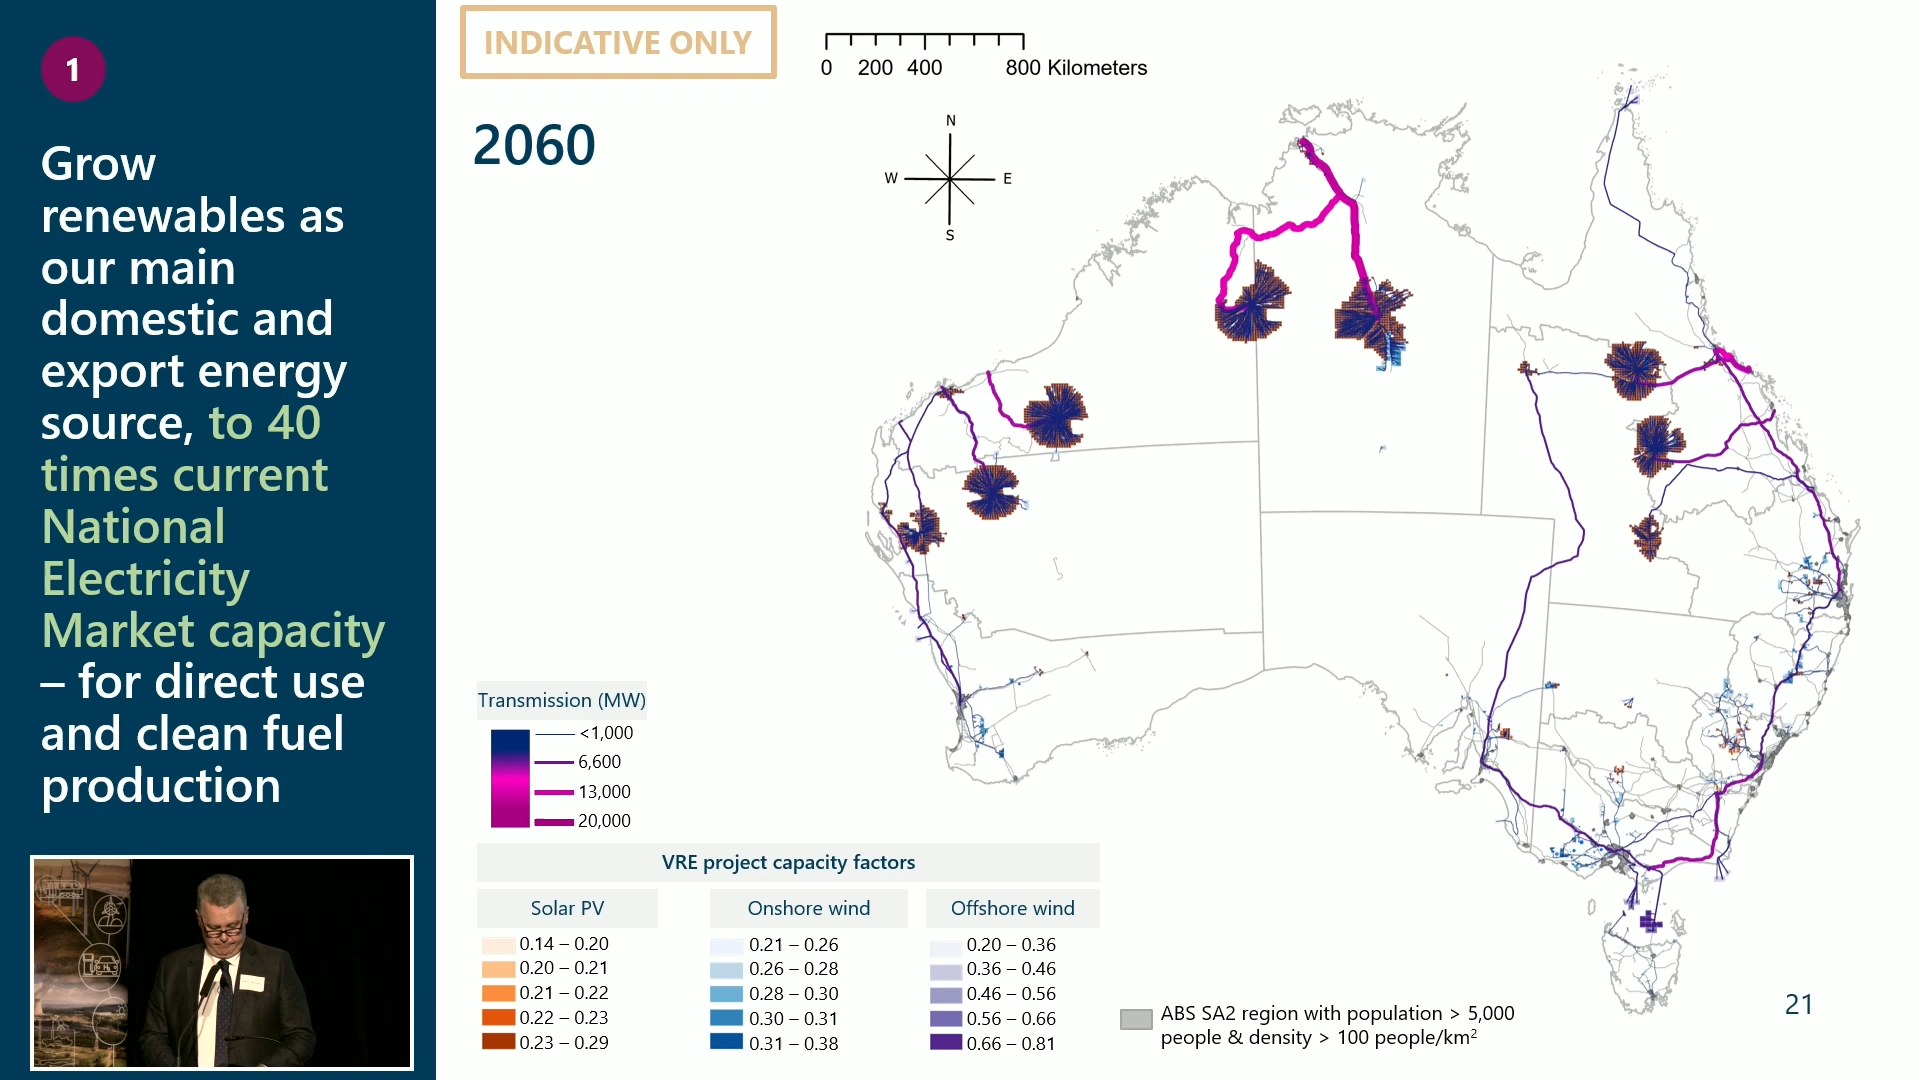 1
Grow
renewables as
our main
domestic and
export energy
source, to 40
times current
National
Electricity
Market capacity
– for direct use
and clean fuel
production
INDICATIVE ONLY
0 200 400 800 Kilometers
2060
N
W E
S
Transmission (MW)
<1,000
6,600
13,000
20,000
VRE project capacity factors
Solar PV
0.14 – 0.20
0.20 – 0.21
0.21 – 0.22
0.22 – 0.23
0.23 – 0.29
Onshore wind
0.21 – 0.26
0.26 – 0.28
0.28 – 0.30
0.30 – 0.31
0.31 – 0.38
Offshore wind
0.20 – 0.36
0.36 – 0.46
0.46 – 0.56
0.56 – 0.66
0.66 – 0.81
ABS SA2 region with population > 5,000
people & density > 100 people/km²
21